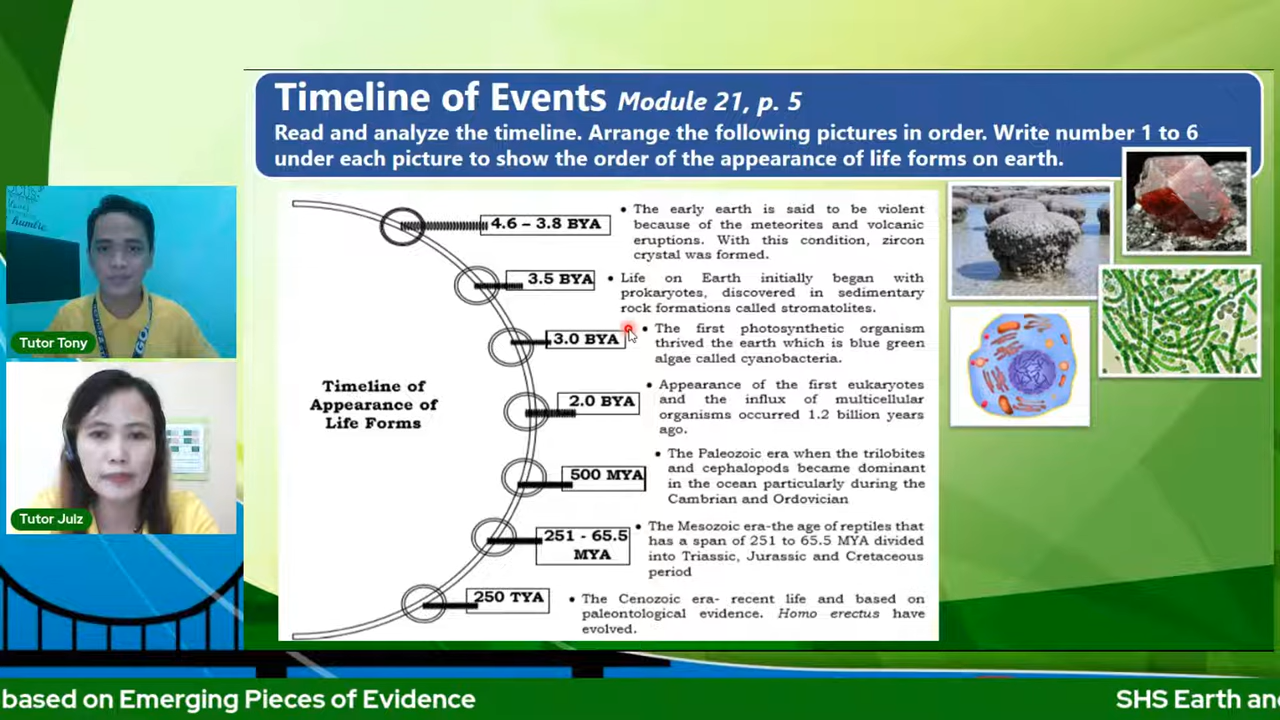 Timeline of Events Module 21, p. 5
Read and analyze the timeline. Arrange the following pictures in order. Write number 1 to 6
under each picture to show the order of the appearance of life forms on earth.
4.6 – 3.8 BYA
• The early earth is said to be violent
because of the meteorites and volcanic
eruptions. With this condition, zircon
crystal was formed.
3.5 BYA
• Life on Earth initially began with
prokaryotes, discovered in sedimentary
rock formations called stromatolites.
3.0 BYA
• The first photosynthetic organism
thrived the earth which is blue green
algae called cyanobacteria.
Timeline of
Appearance of
Life Forms
2.0 BYA
• Appearance of the first eukaryotes
and the influx of multicellular
organisms occurred 1.2 billion years
ago.
500 MYA
• The Paleozoic era when the trilobites
and cephalopods became dominant
in the ocean particularly during the
Cambrian and Ordovician
251 - 65.5
MYA
• The Mesozoic era-the age of reptiles that
has a span of 251 to 65.5 MYA divided
into Triassic, Jurassic and Cretaceous
period
250 TYA
• The Cenozoic era- recent life and based on
paleontological evidence. Homo erectus have
evolved.
humble.
Tutor Tony
Tutor Julz
based on Emerging Pieces of Evidence
SHS Earth an